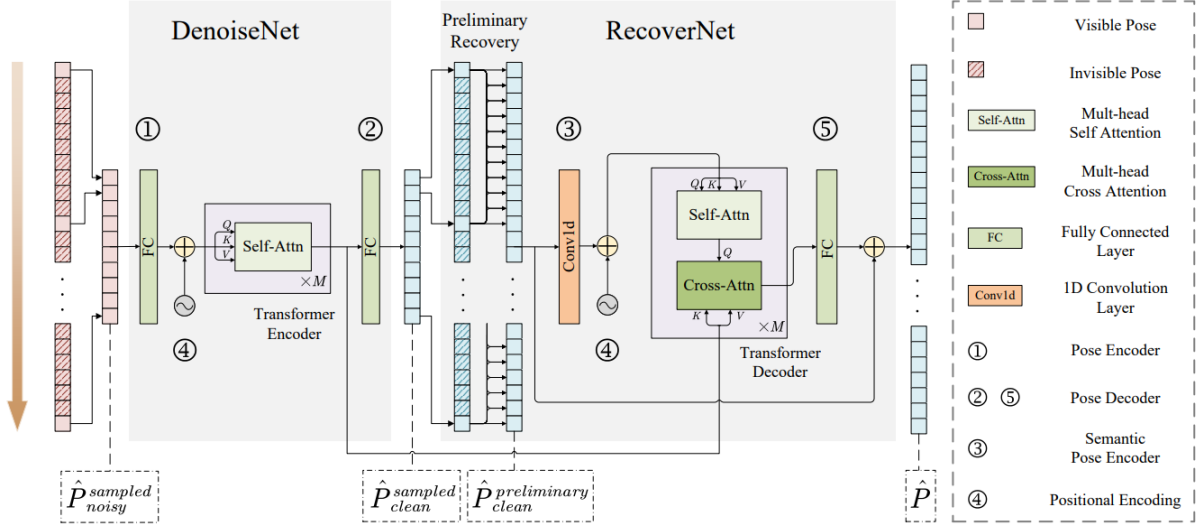 DenoiseNet
Preliminary
Recovery
RecoverNet
①
②
③
⑤
FC
Q
K
V
Self-Attn
×M
Transformer
Encoder
④
FC
Conv1d
④
Q K V
Self-Attn
Q
Cross-Attn
K V
×M
Transformer
Decoder
FC
P̂ sampled noisy
P̂ sampled clean
P̂ preliminary clean
P̂
Visible Pose
Invisible Pose
Self-Attn
Mult-head
Self Attention
Cross-Attn
Mult-head
Cross Attention
FC
Fully Connected
Layer
Conv1d
1D Convolution
Layer
① Pose Encoder
② ⑤ Pose Decoder
③
Semantic
Pose Encoder
④ Positional Encoding